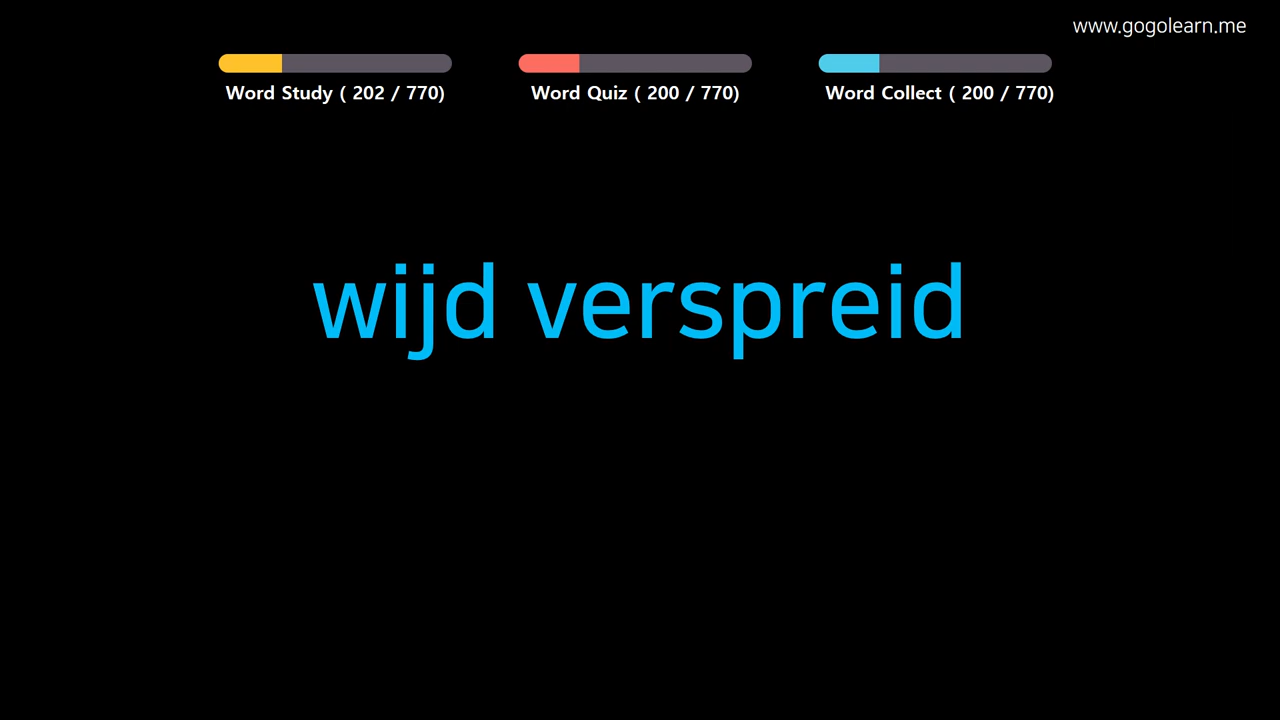 www.gogolearn.me
Word Study ( 202 / 770)
Word Quiz ( 200 / 770)
Word Collect ( 200 / 770)
wijd verspreid